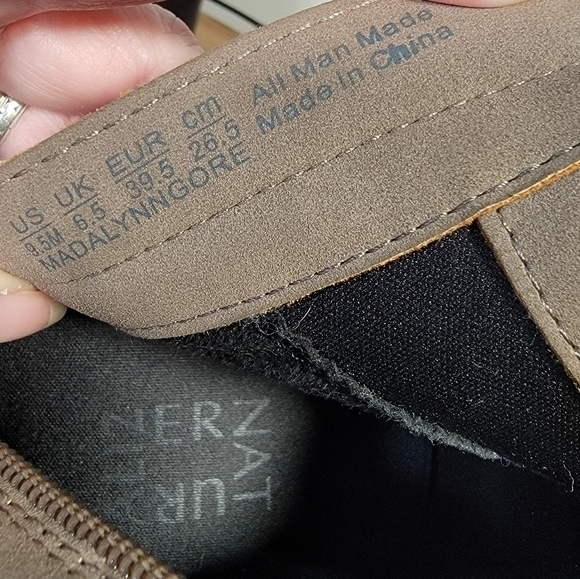 US UK EUR cm All Man Made
9.5M 6.5 39.5 26.5 Made in China
MADALYNNGORE
NATURALIZER